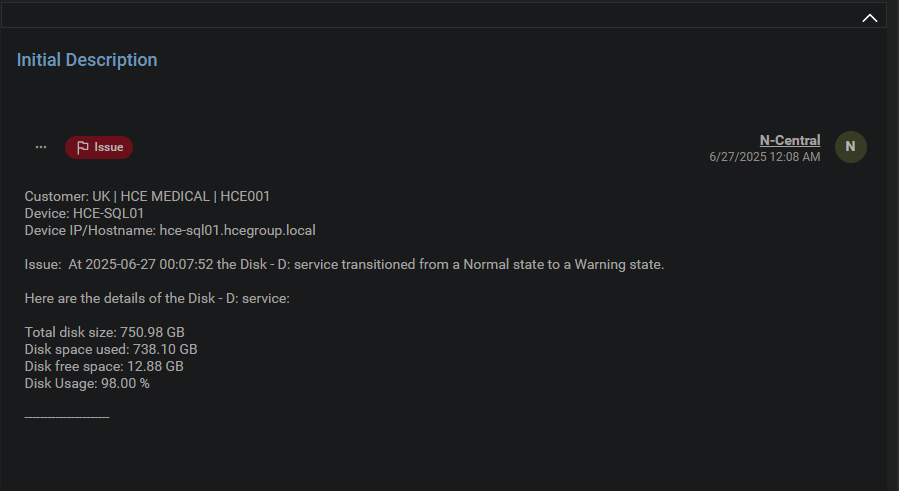 Initial Description
... Issue
N-Central
6/27/2025 12:08 AM
N
Customer: UK | HCE MEDICAL | HCE001
Device: HCE-SQL01
Device IP/Hostname: hce-sql01.hcegroup.local
Issue:  At 2025-06-27 00:07:52 the Disk - D: service transitioned from a Normal state to a Warning state.
Here are the details of the Disk - D: service:
Total disk size: 750.98 GB
Disk space used: 738.10 GB
Disk free space: 12.88 GB
Disk Usage: 98.00 %
----------------------